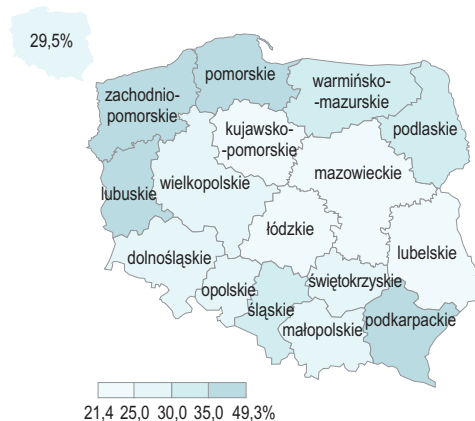 29,5%
pomorskie
zachodnio-
pomorskie
warmińsko-
-mazurskie
kujawsko-
-pomorskie
podlaskie
lubuskie
wielkopolskie
mazowieckie
łódzkie
dolnośląskie
lubelskie
opolskie
śląskie
świętokrzyskie
małopolskie
podkarpackie
21,4 25,0 30,0 35,0 49,3%